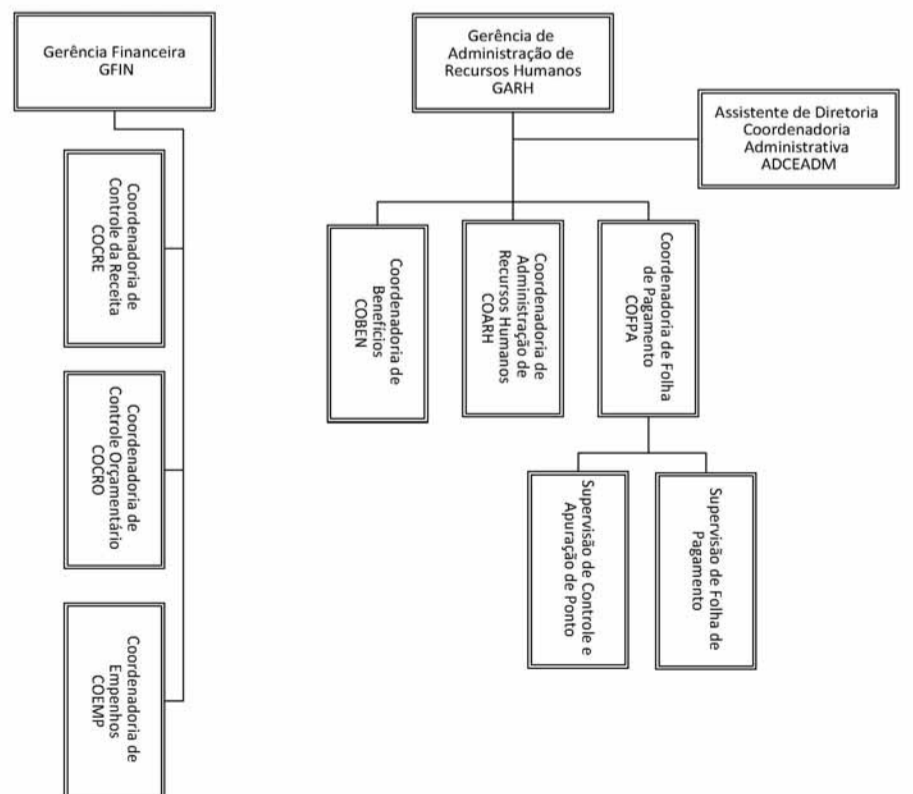 Gerência Financeira
GFIN
Coordenadoria de
Controle da Receita
COCRE
Coordenadoria de
Controle Orçamentário
COCRO
Coordenadoria de
Empenhos
COEMP
Gerência de
Administração de
Recursos Humanos
GARH
Assistente de Diretoria
Coordenadoria
Administrativa
ADCEADM
Coordenadoria de
Benefícios
COBEN
Coordenadoria de
Administração de
Recursos Humanos
COARH
Coordenadoria de Folha
de Pagamento
COFPA
Supervisão de Controle e
Apuração de Ponto
Supervisão de Folha de
Pagamento